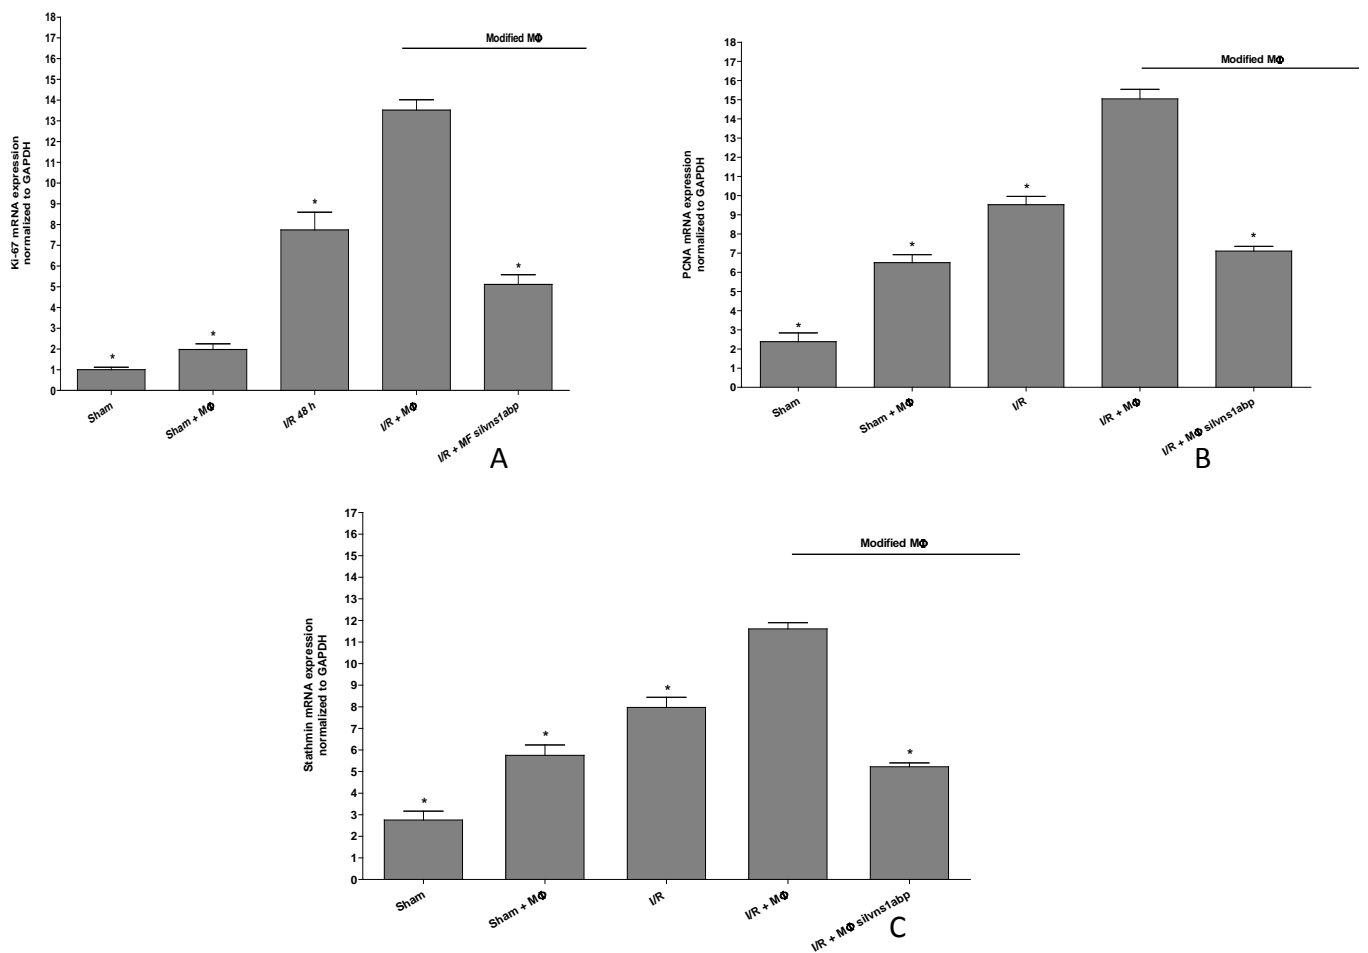 Ki-67 mRNA expression
normalized to GAPDH
18
17
16
15
14
13
12
11
10
9
8
7
6
5
4
3
2
1
0
Modified MΦ
*
*
*
*
Sham
Sham + MΦ
I/R 48 h
I/R + MΦ
I/R + MF silvns1abp
A
PCNA mRNA expression
normalized to GAPDH
18
17
16
15
14
13
12
11
10
9
8
7
6
5
4
3
2
1
0
Modified MΦ
*
*
*
*
Sham
Sham + MΦ
I/R
I/R + MΦ
I/R + MΦ silvns1abp
B
Stathmin mRNA expression
normalized to GAPDH
17
16
15
14
13
12
11
10
9
8
7
6
5
4
3
2
1
0
Modified MΦ
*
*
*
*
Sham
Sham + MΦ
I/R
I/R + MΦ
I/R + MΦ silvns1abp
C